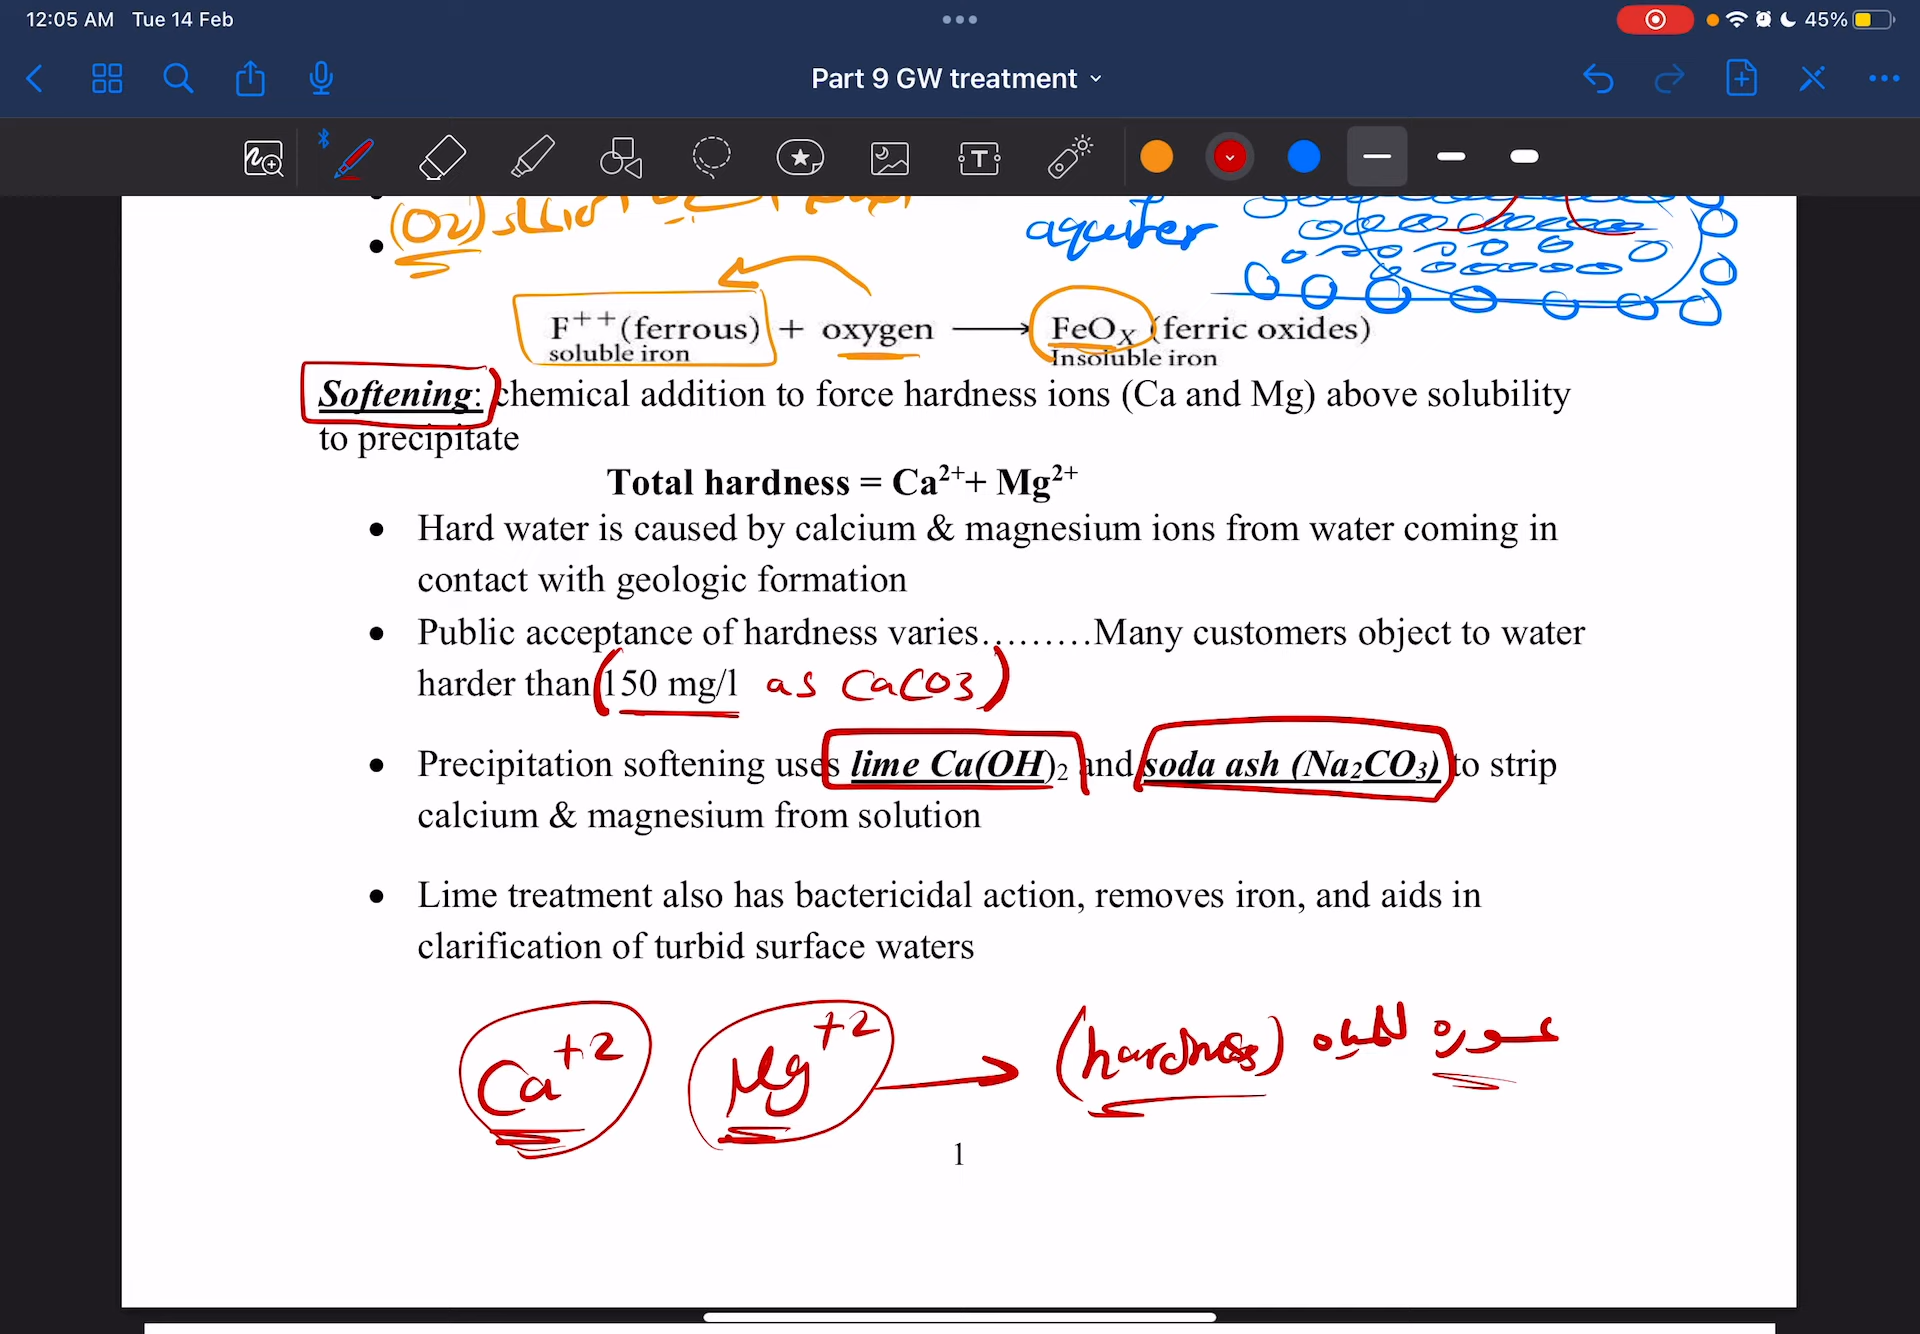 12:05 AM Tue 14 Feb
45%
Part 9 GW treatment
(O2)
aquifer
F++(ferrous) + oxygen ⟶ FeOX (ferric oxides)
soluble iron Insoluble iron
Softening: chemical addition to force hardness ions (Ca and Mg) above solubility
to precipitate
Total hardness = Ca2++ Mg2+
• Hard water is caused by calcium & magnesium ions from water coming in
contact with geologic formation
• Public acceptance of hardness varies………Many customers object to water
harder than (150 mg/l as CaCO3)
• Precipitation softening uses lime Ca(OH)2 and soda ash (Na2CO3) to strip
calcium & magnesium from solution
• Lime treatment also has bactericidal action, removes iron, and aids in
clarification of turbid surface waters
Ca+2 Mg+2 → (hardness)
1